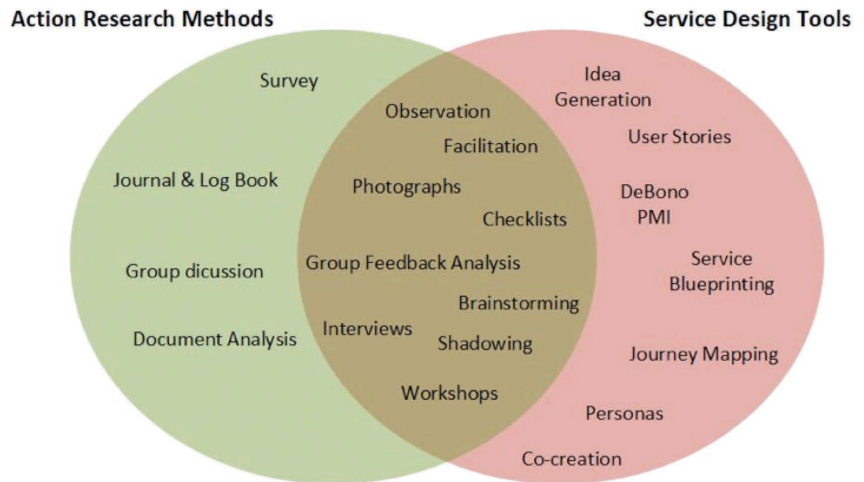 Action Research Methods
Service Design Tools
Survey
Journal & Log Book
Group dicussion
Document Analysis
Observation
Facilitation
Photographs
Checklists
Group Feedback Analysis
Brainstorming
Interviews
Shadowing
Workshops
Idea
Generation
User Stories
DeBono
PMI
Service
Blueprinting
Journey Mapping
Personas
Co-creation